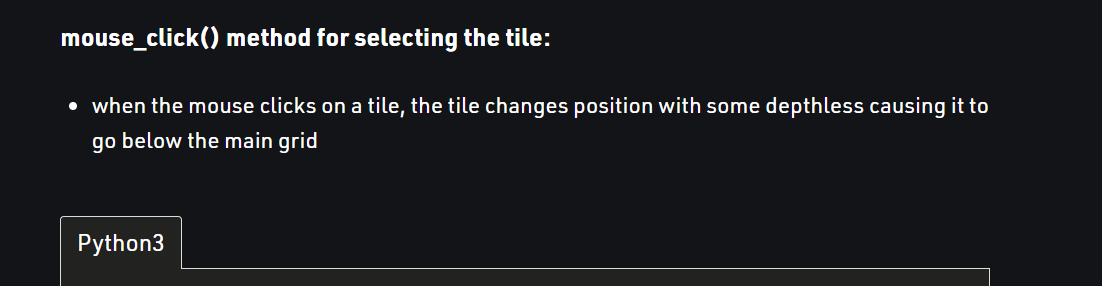 mouse_click() method for selecting the tile:
when the mouse clicks on a tile, the tile changes position with some depthless causing it to
go below the main grid
Python3